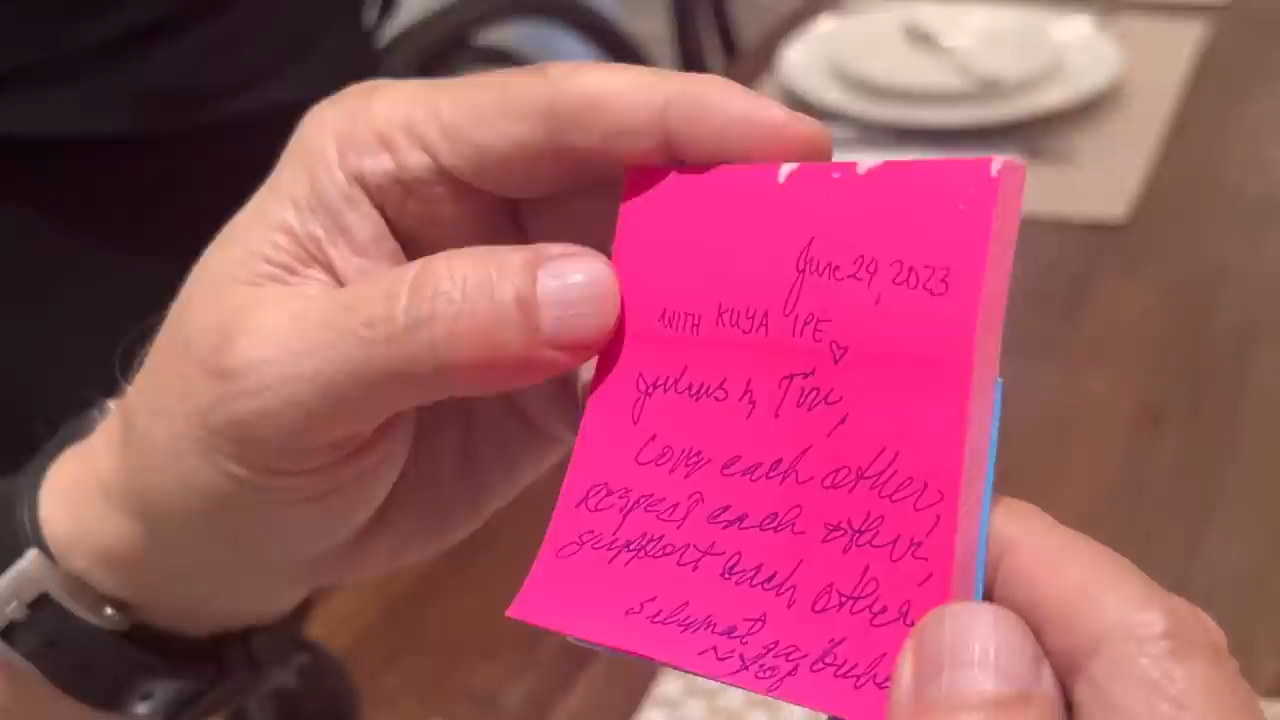 June 24, 2023
WITH KUYA IPE ♡
Julius & Tin,
Love each other,
respect each other,
support each other
Salamat sa